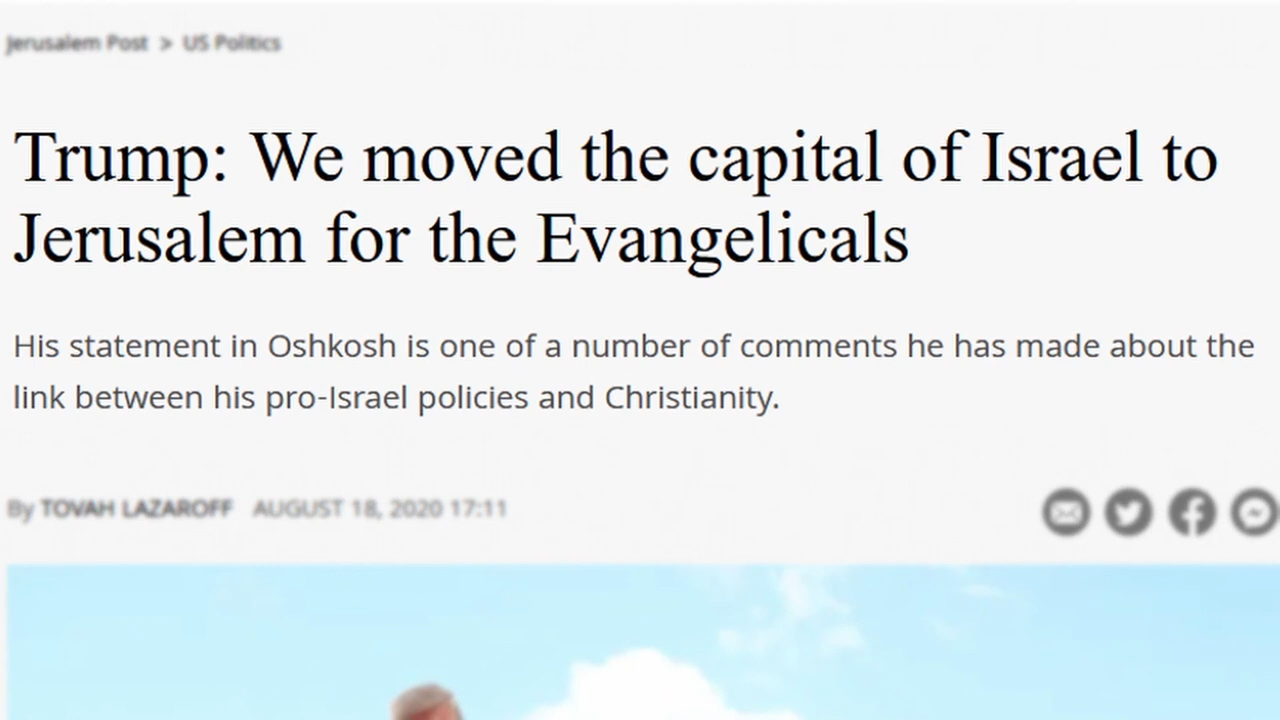 Jerusalem Post > US Politics
Trump: We moved the capital of Israel to
Jerusalem for the Evangelicals
His statement in Oshkosh is one of a number of comments he has made about the
link between his pro-Israel policies and Christianity.
By TOVAH LAZAROFF AUGUST 18, 2020 17:11